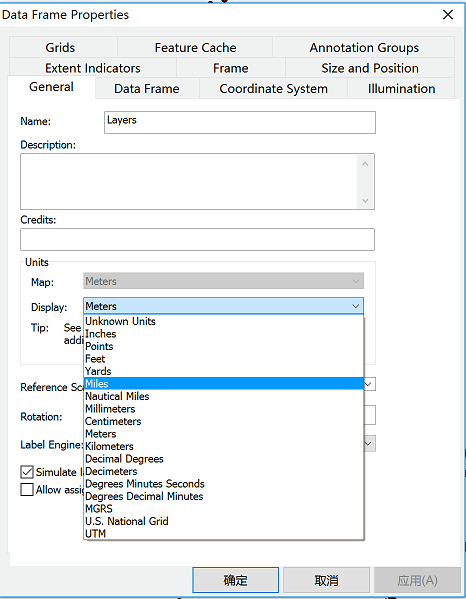 Data Frame Properties
Grids Feature Cache Annotation Groups
Extent Indicators Frame Size and Position
General Data Frame Coordinate System Illumination
Name: Layers
Description:
Credits:
Units
Map: Meters
Display: Meters
Unknown Units
Tip: See
Inches
addi
Points
Feet
Yards
Reference Sca
Miles
Nautical Miles
Millimeters
Rotation:
Centimeters
Meters
Label Engine:
Kilometers
Decimal Degrees
Simulate la
Decimeters
Degrees Minutes Seconds
Allow assig
Degrees Decimal Minutes
MGRS
U.S. National Grid
UTM
确定 取消 应用(A)